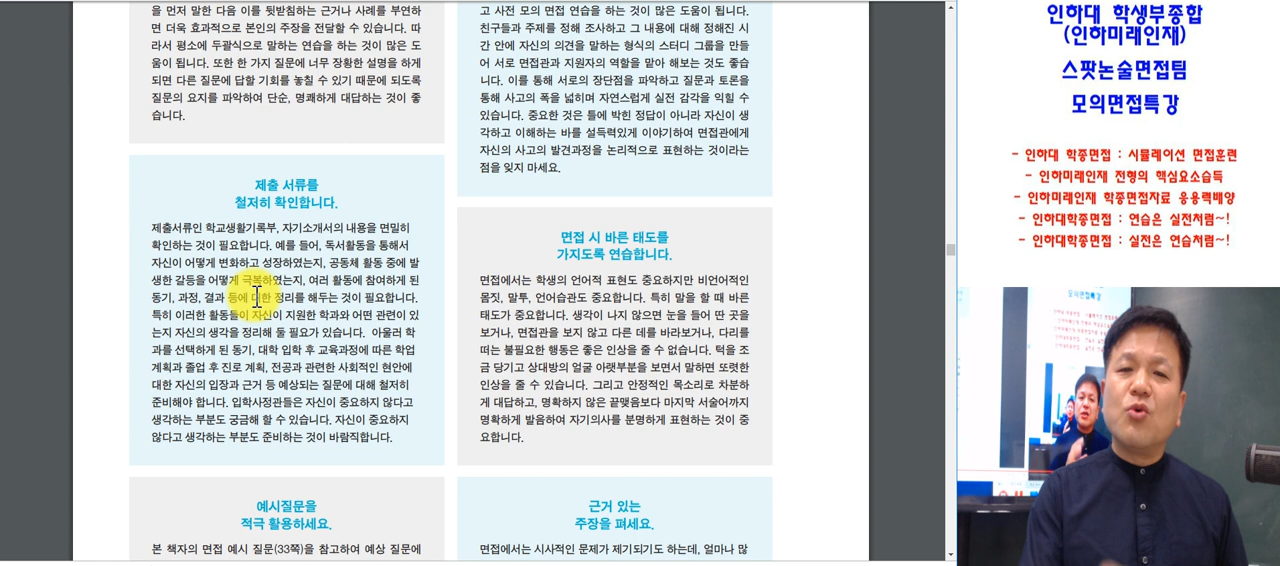 을 먼저 말한 다음 이를 뒷받침하는 근거나 사례를 부연하
면 더욱 효과적으로 본인의 주장을 전달할 수 있습니다. 따
라서 평소에 두괄식으로 말하는 연습을 하는 것이 많은 도
움이 됩니다. 또한 한 가지 질문에 너무 장황한 설명을 하게
되면 다른 질문에 답할 기회를 놓칠 수 있기 때문에 되도록
질문의 요지를 파악하여 단순, 명쾌하게 대답하는 것이 좋
습니다.
제출 서류를
철저히 확인합니다.
제출서류인 학교생활기록부, 자기소개서의 내용을 면밀히
확인하는 것이 필요합니다. 예를 들어, 독서활동을 통해서
자신이 어떻게 변화하고 성장하였는지, 공동체 활동 중에 발
생한 갈등을 어떻게 극복하였는지, 여러 활동에 참여하게 된
동기, 과정, 결과 등에 대한 정리를 해두는 것이 필요합니다.
특히 이러한 활동들이 자신이 지원한 학과와 어떤 관련이 있
는지 자신의 생각을 정리해 둘 필요가 있습니다. 아울러 학
과를 선택하게 된 동기, 대학 입학 후 교육과정에 따른 학업
계획과 졸업 후 진로 계획, 전공과 관련한 사회적인 현안에
대한 자신의 입장과 근거 등 예상되는 질문에 대해 철저히
준비해야 합니다. 입학사정관들은 자신이 중요하지 않다고
생각하는 부분도 궁금해 할 수 있습니다. 자신이 중요하지
않다고 생각하는 부분도 준비하는 것이 바람직합니다.
예시질문을
적극 활용하세요.
본 책자의 면접 예시 질문(33쪽)을 참고하여 예상 질문에
고 사전 모의 면접 연습을 하는 것이 많은 도움이 됩니다.
친구들과 주제를 정해 조사하고 그 내용에 대해 정해진 시
간 안에 자신의 의견을 말하는 형식의 스터디 그룹을 만들
어 서로 면접관과 지원자의 역할을 맡아 해보는 것도 좋습
니다. 이를 통해 서로의 장단점을 파악하고 질문과 토론을
통해 사고의 폭을 넓히며 자연스럽게 실전 감각을 익힐 수
있습니다. 중요한 것은 틀에 박힌 정답이 아니라 자신이 생
각하고 이해하는 바를 설득력있게 이야기하여 면접관에게
자신의 사고의 발견과정을 논리적으로 표현하는 것이라는
점을 잊지 마세요.
면접 시 바른 태도를
가지도록 연습합니다.
면접에서는 학생의 언어적 표현도 중요하지만 비언어적인
몸짓, 말투, 언어습관도 중요합니다. 특히 말을 할 때 바른
태도가 중요합니다. 생각이 나지 않으면 눈을 들어 딴 곳을
보거나, 면접관을 보지 않고 다른 데를 바라보거나, 다리를
떠는 불필요한 행동은 좋은 인상을 줄 수 없습니다. 턱을 조
금 당기고 상대방의 얼굴 아랫부분을 보면서 말하면 또렷한
인상을 줄 수 있습니다. 그리고 안정적인 목소리로 차분하
게 대답하고, 명확하지 않은 끝맺음보다 마지막 서술어까지
명확하게 발음하여 자기의사를 분명하게 표현하는 것이 중
요합니다.
근거 있는
주장을 펴세요.
면접에서는 시사적인 문제가 제기되기도 하는데, 얼마나 많
인하대 학생부종합
(인하미래인재)
스팟논술면접팀
모의면접특강
- 인하대 학종면접 : 시뮬레이션 면접훈련
- 인하미래인재 전형의 핵심요소습득
- 인하미래인재 학종면접자료 응용력배양
- 인하대학종면접 : 연습은 실전처럼~!
- 인하대학종면접 : 실전은 연습처럼~!
모의면접특강